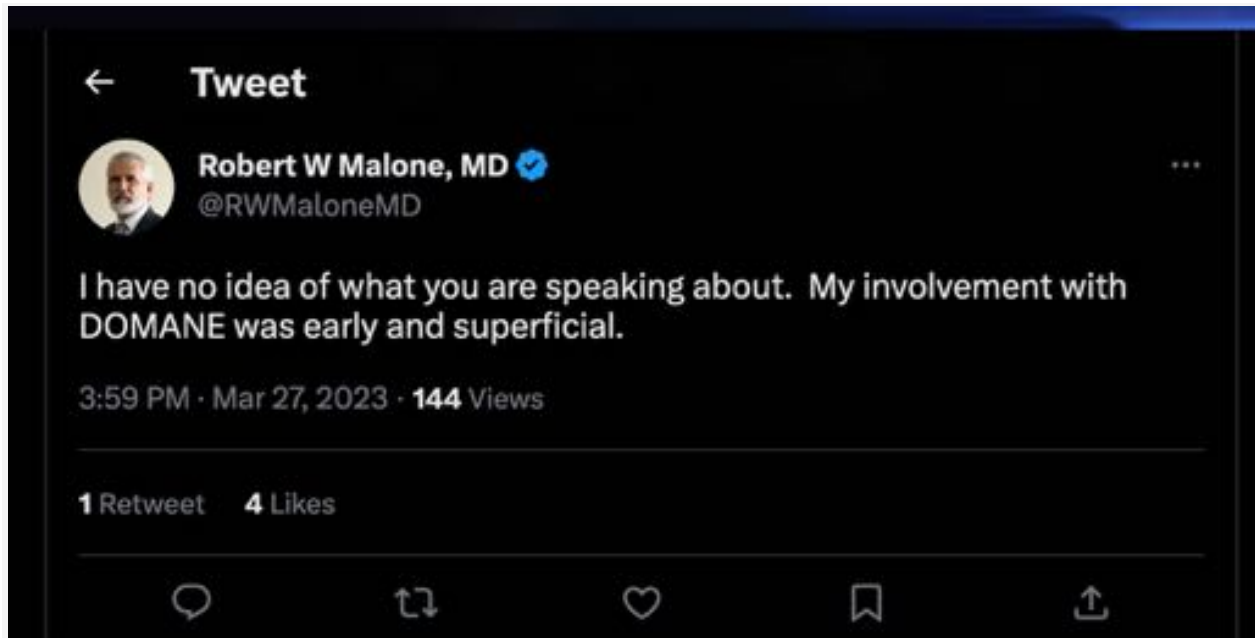 Tweet
Robert W Malone, MD
@RWMaloneMD
I have no idea of what you are speaking about.  My involvement with
DOMANE was early and superficial.
3:59 PM · Mar 27, 2023 · 144 Views
1 Retweet 4 Likes